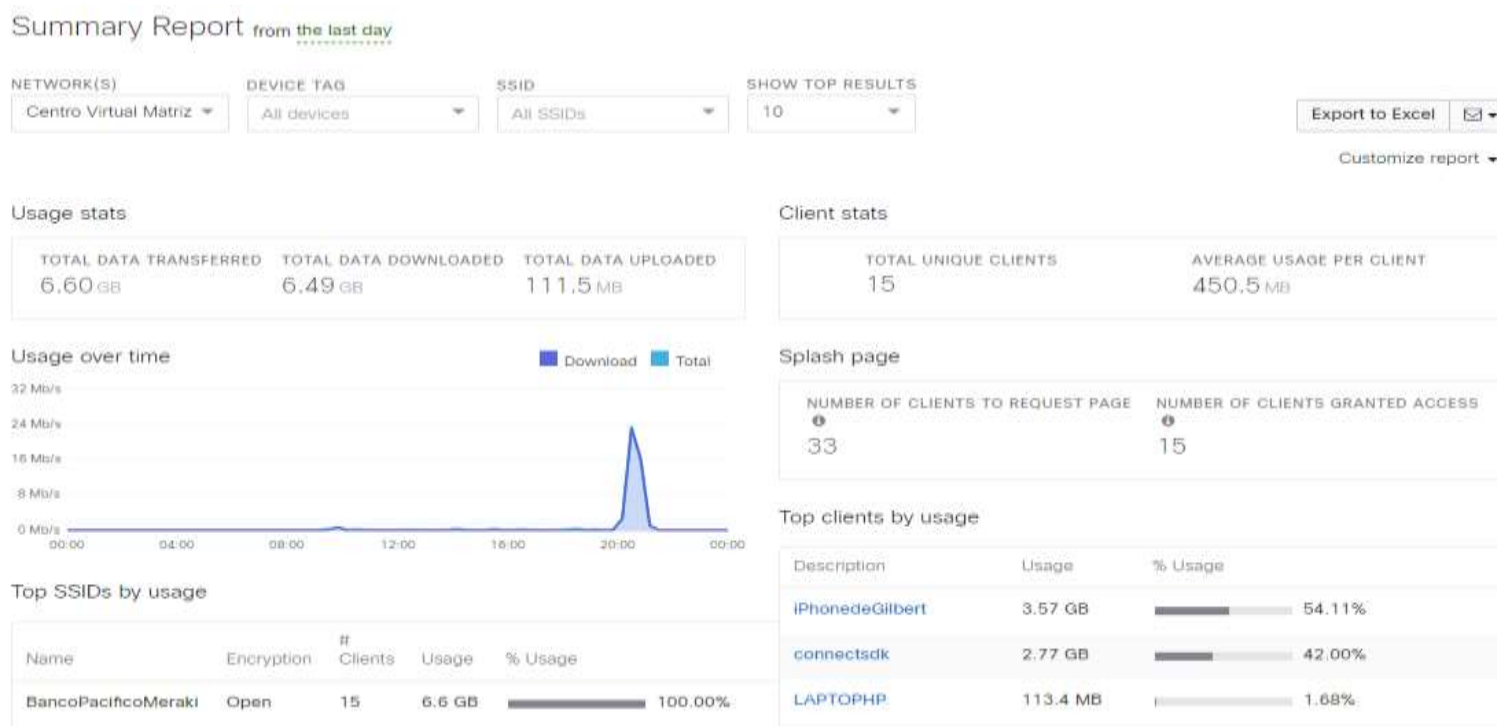 Summary Report from the last day
NETWORK(S) DEVICE TAG SSID SHOW TOP RESULTS
Centro Virtual Matriz All devices All SSIDs 10
Export to Excel
Customize report
Usage stats
TOTAL DATA TRANSFERRED TOTAL DATA DOWNLOADED TOTAL DATA UPLOADED
6.60 GB 6.49 GB 111.5 MB
Client stats
TOTAL UNIQUE CLIENTS AVERAGE USAGE PER CLIENT
15 450.5 MB
Usage over time
Download Total
32 Mb/s
24 Mb/s
16 Mb/s
8 Mb/s
0 Mb/s
00:00 04:00 08:00 12:00 16:00 20:00 00:00
Splash page
NUMBER OF CLIENTS TO REQUEST PAGE NUMBER OF CLIENTS GRANTED ACCESS
33 15
Top SSIDs by usage
Name Encryption # Clients Usage % Usage
BancoPacificoMeraki Open 15 6.6 GB 100.00%
Top clients by usage
Description Usage % Usage
iPhonedeGilbert 3.57 GB 54.11%
connectsdk 2.77 GB 42.00%
LAPTOPHP 113.4 MB 1.68%